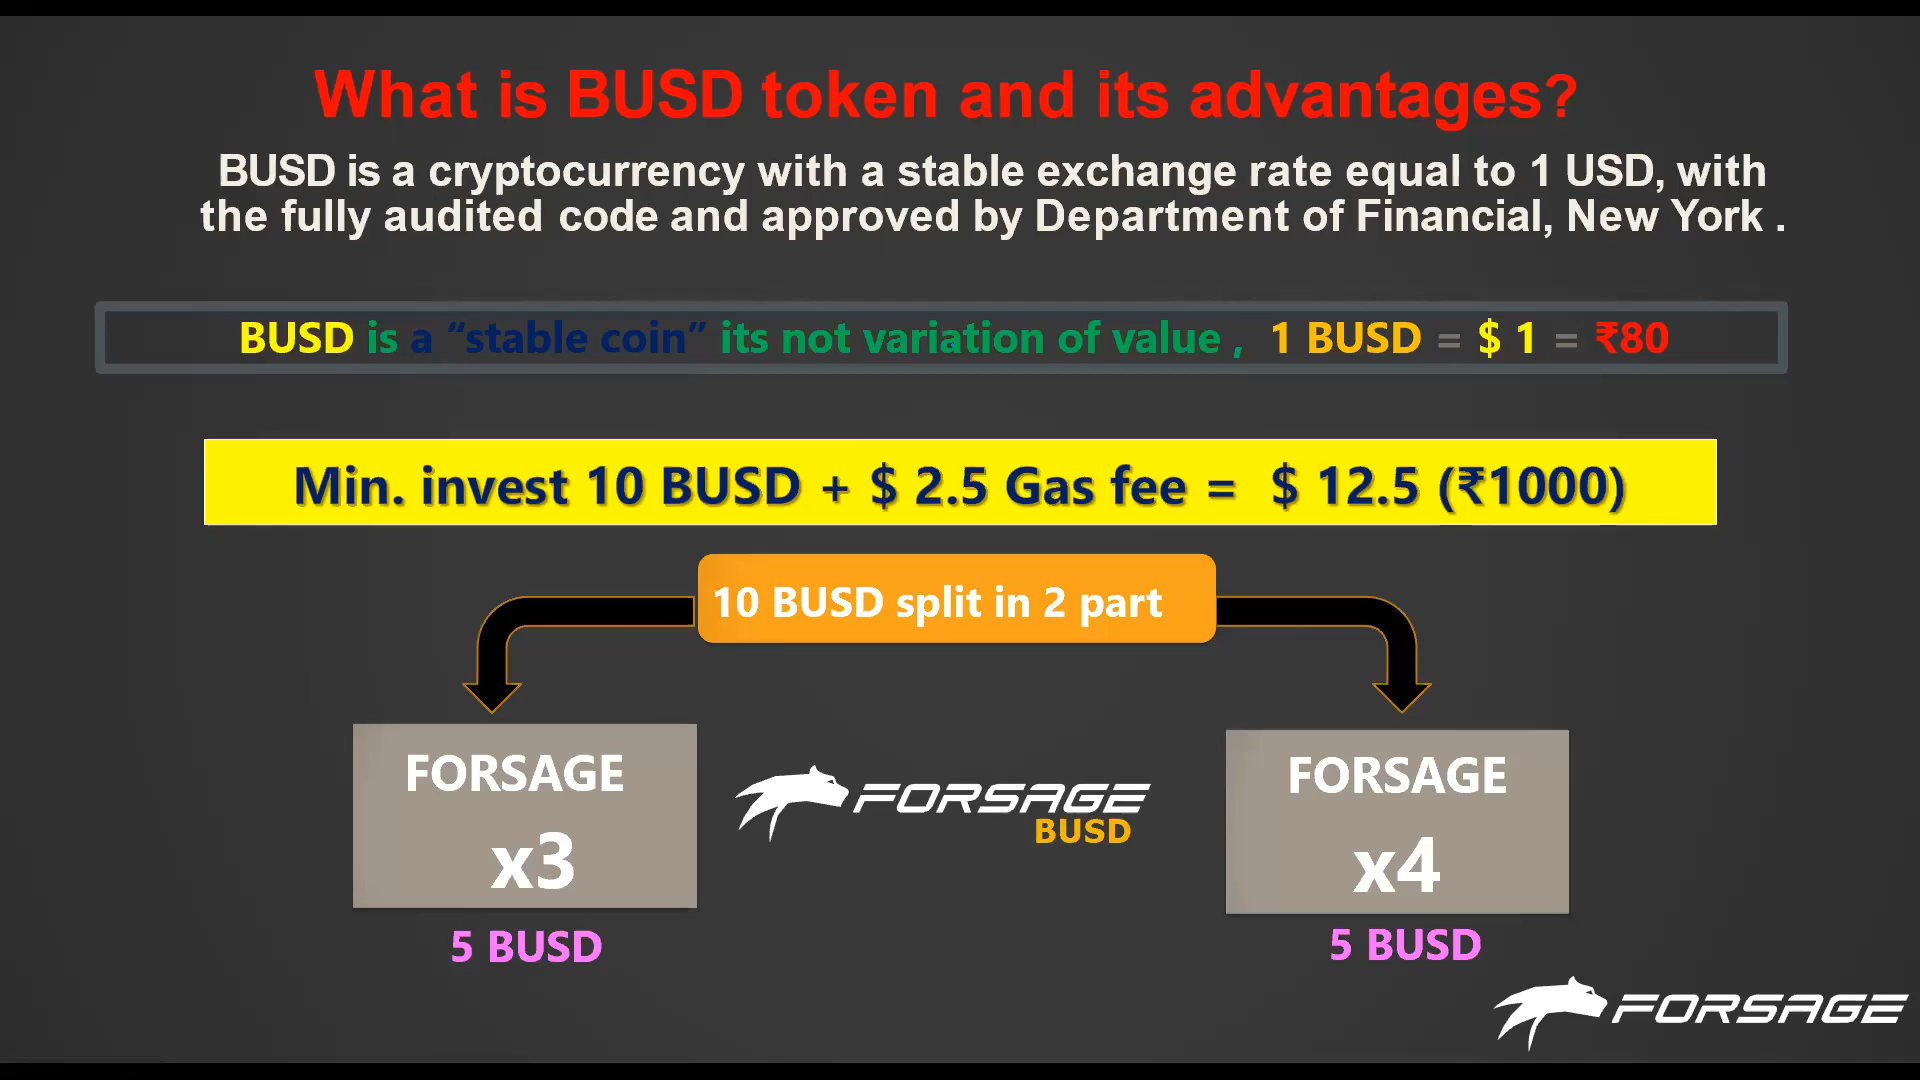 What is BUSD token and its advantages?
BUSD is a cryptocurrency with a stable exchange rate equal to 1 USD, with
the fully audited code and approved by Department of Financial, New York .
BUSD is a “stable coin” its not variation of value , 1 BUSD = $ 1 = ₹80
Min. invest 10 BUSD + $ 2.5 Gas fee = $ 12.5 (₹1000)
10 BUSD split in 2 part
FORSAGE
x3
5 BUSD
FORSAGE
BUSD
FORSAGE
x4
5 BUSD
FORSAGE